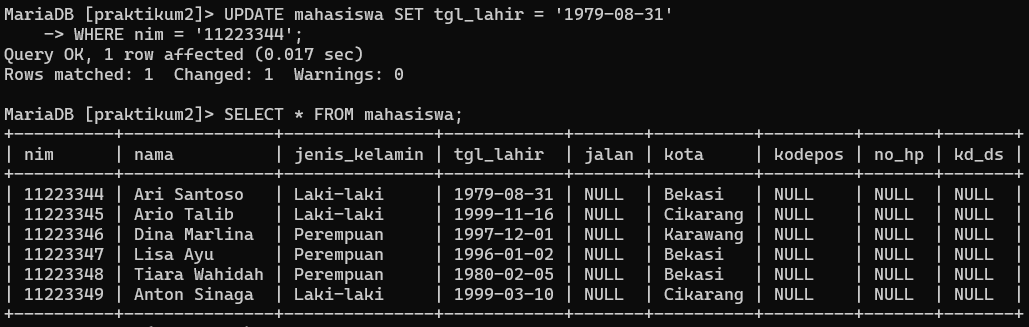 MariaDB [praktikum2]> UPDATE mahasiswa SET tgl_lahir = '1979-08-31'
    -> WHERE nim = '11223344';
Query OK, 1 row affected (0.017 sec)
Rows matched: 1  Changed: 1  Warnings: 0

MariaDB [praktikum2]> SELECT * FROM mahasiswa;
+----------+---------------+---------------+------------+-------+----------+---------+-------+-------+
| nim      | nama          | jenis_kelamin | tgl_lahir  | jalan | kota     | kodepos | no_hp | kd_ds |
+----------+---------------+---------------+------------+-------+----------+---------+-------+-------+
| 11223344 | Ari Santoso   | Laki-laki     | 1979-08-31 | NULL  | Bekasi   | NULL    | NULL  | NULL  |
| 11223345 | Ario Talib    | Laki-laki     | 1999-11-16 | NULL  | Cikarang | NULL    | NULL  | NULL  |
| 11223346 | Dina Marlina  | Perempuan     | 1997-12-01 | NULL  | Karawang | NULL    | NULL  | NULL  |
| 11223347 | Lisa Ayu      | Perempuan     | 1996-01-02 | NULL  | Bekasi   | NULL    | NULL  | NULL  |
| 11223348 | Tiara Wahidah | Perempuan     | 1980-02-05 | NULL  | Bekasi   | NULL    | NULL  | NULL  |
| 11223349 | Anton Sinaga  | Laki-laki     | 1999-03-10 | NULL  | Cikarang | NULL    | NULL  | NULL  |
+----------+---------------+---------------+------------+-------+----------+---------+-------+-------+